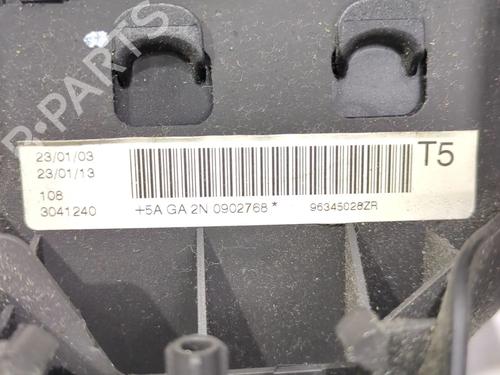 R-PARTS
23/01/03
23/01/13
108
3041240
+5A GA 2N 0902768*
96345028ZR
T5